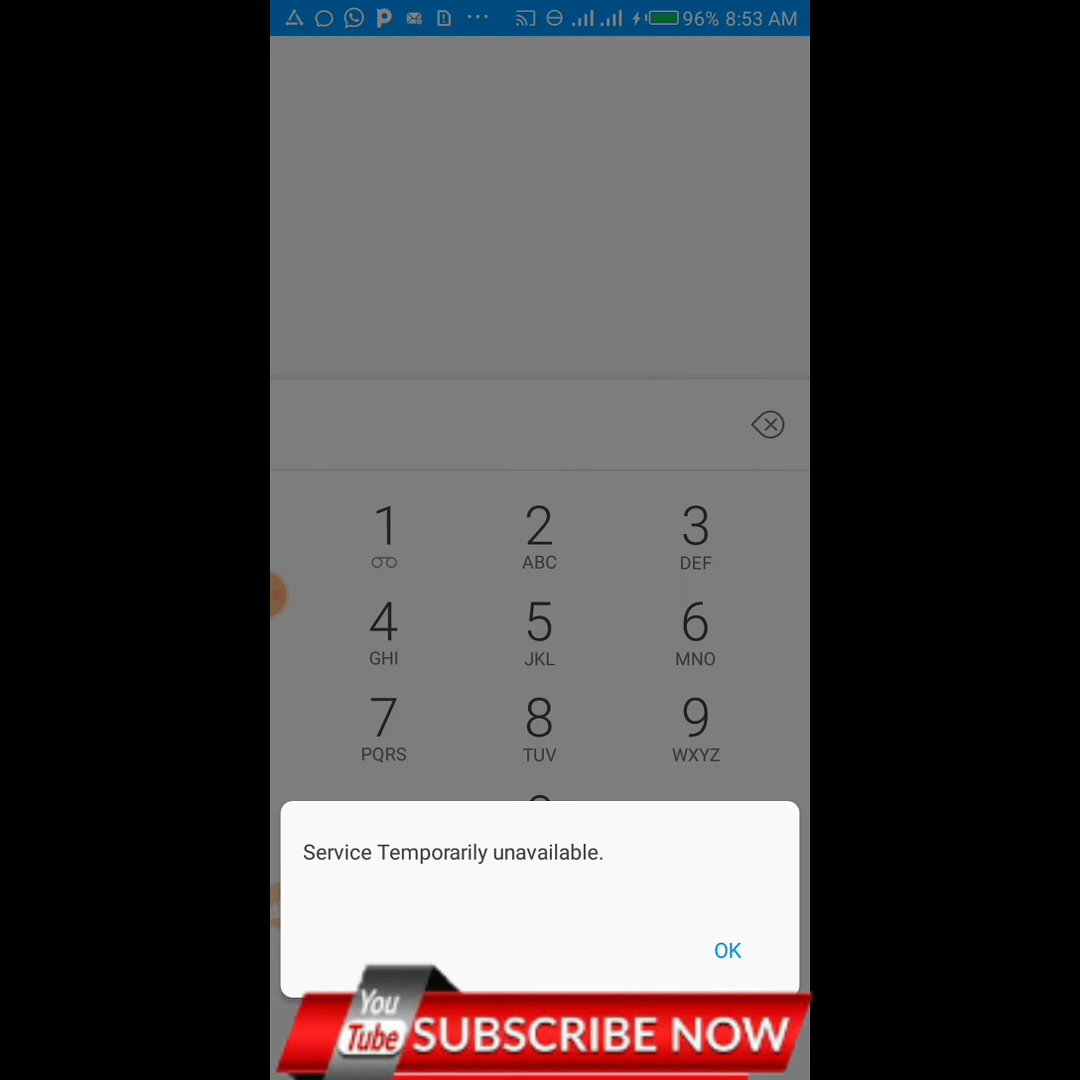 96% 8:53 AM
1 2 3
ABC DEF
4 5 6
GHI JKL MNO
7 8 9
PQRS TUV WXYZ
Service Temporarily unavailable.
OK
You
Tube SUBSCRIBE NOW